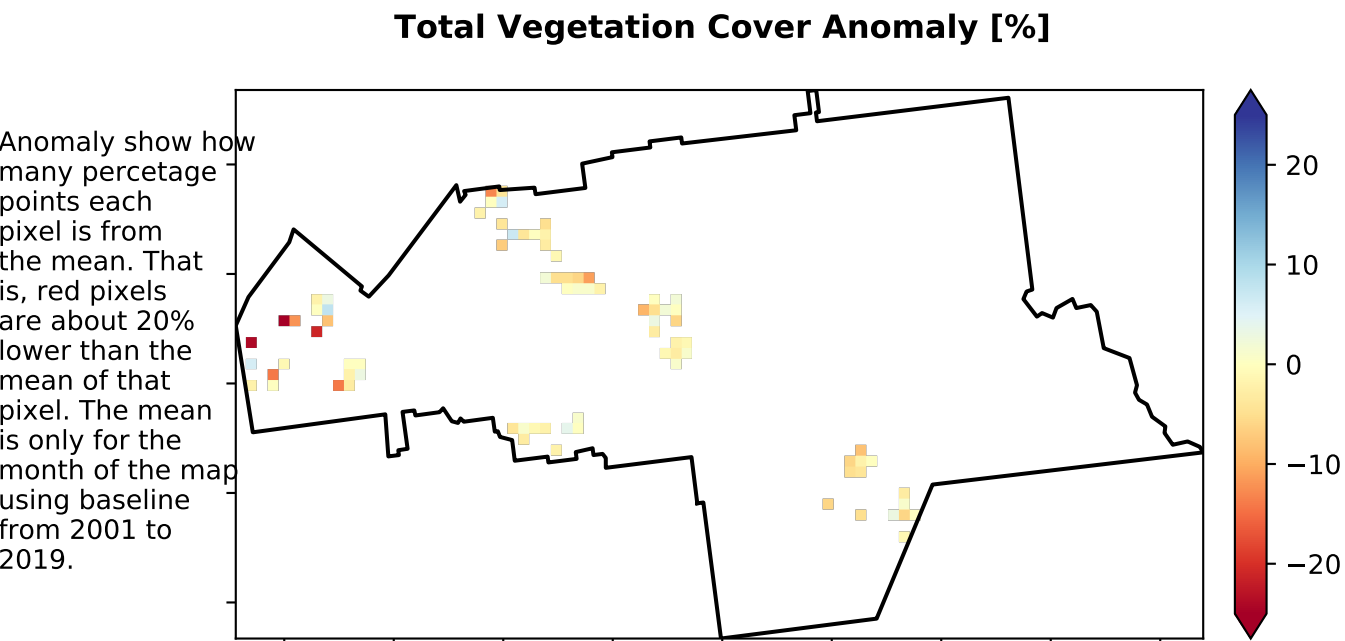 Total Vegetation Cover Anomaly [%]
Anomaly show how
many percetage
points each
pixel is from
the mean. That
is, red pixels
are about 20%
lower than the
mean of that
pixel. The mean
is only for the
month of the map
using baseline
from 2001 to
2019.
20
10
0
−10
−20